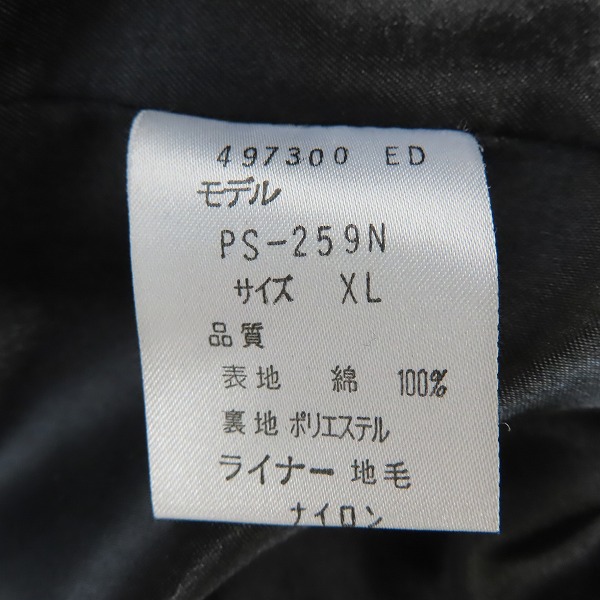 497300 ED
モデル
PS-259N
サイズ XL
品質
表地 綿 100%
裏地 ポリエステル
ライナー 地毛
ナイロン